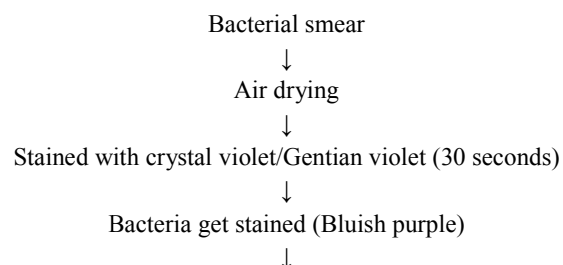 Bacterial smear
↓
Air drying
↓
Stained with crystal violet/Gentian violet (30 seconds)
↓
Bacteria get stained (Bluish purple)
↓